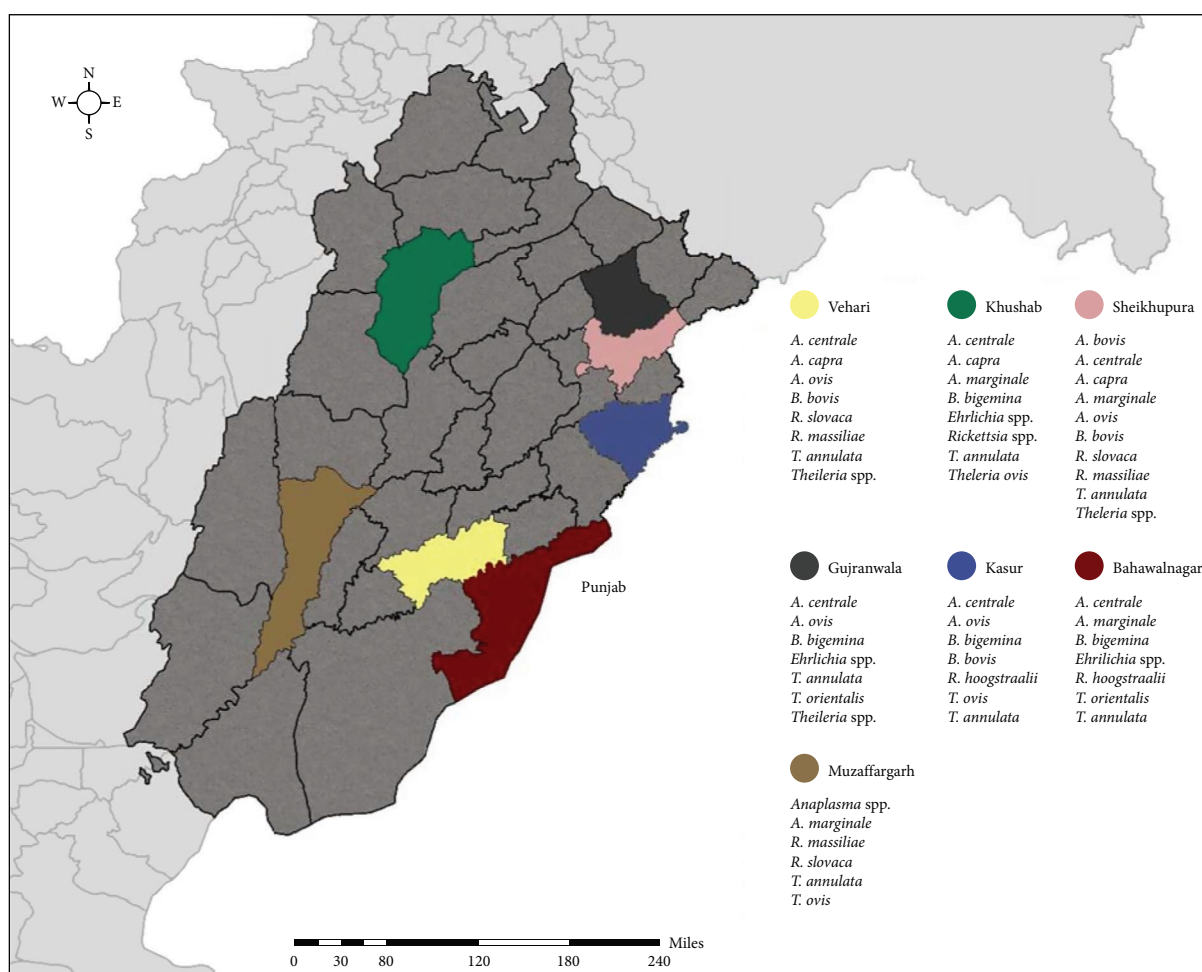 N
W E
S
Vehari
A. centrale
A. capra
A. ovis
B. bovis
R. slovaca
R. massiliae
T. annulata
Theileria spp.
Khushab
A. centrale
A. capra
A. marginale
B. bigemina
Ehrlichia spp.
Rickettsia spp.
T. annulata
Theleria ovis
Sheikhupura
A. bovis
A. centrale
A. capra
A. marginale
A. ovis
B. bovis
R. slovaca
R. massiliae
T. annulata
Theleria spp.
Gujranwala
A. centrale
A. ovis
B. bigemina
Ehrlichia spp.
T. annulata
T. orientalis
Theileria spp.
Kasur
A. centrale
A. ovis
B. bigemina
B. bovis
R. hoogstraalii
T. ovis
T. annulata
Bahawalnagar
A. centrale
A. marginale
B. bigemina
Ehrilichia spp.
R. hoogstraalii
T. orientalis
T. annulata
Punjab
Muzaffargarh
Anaplasma spp.
A. marginale
R. massiliae
R. slovaca
T. annulata
T. ovis
Miles
0 30 80 120 180 240